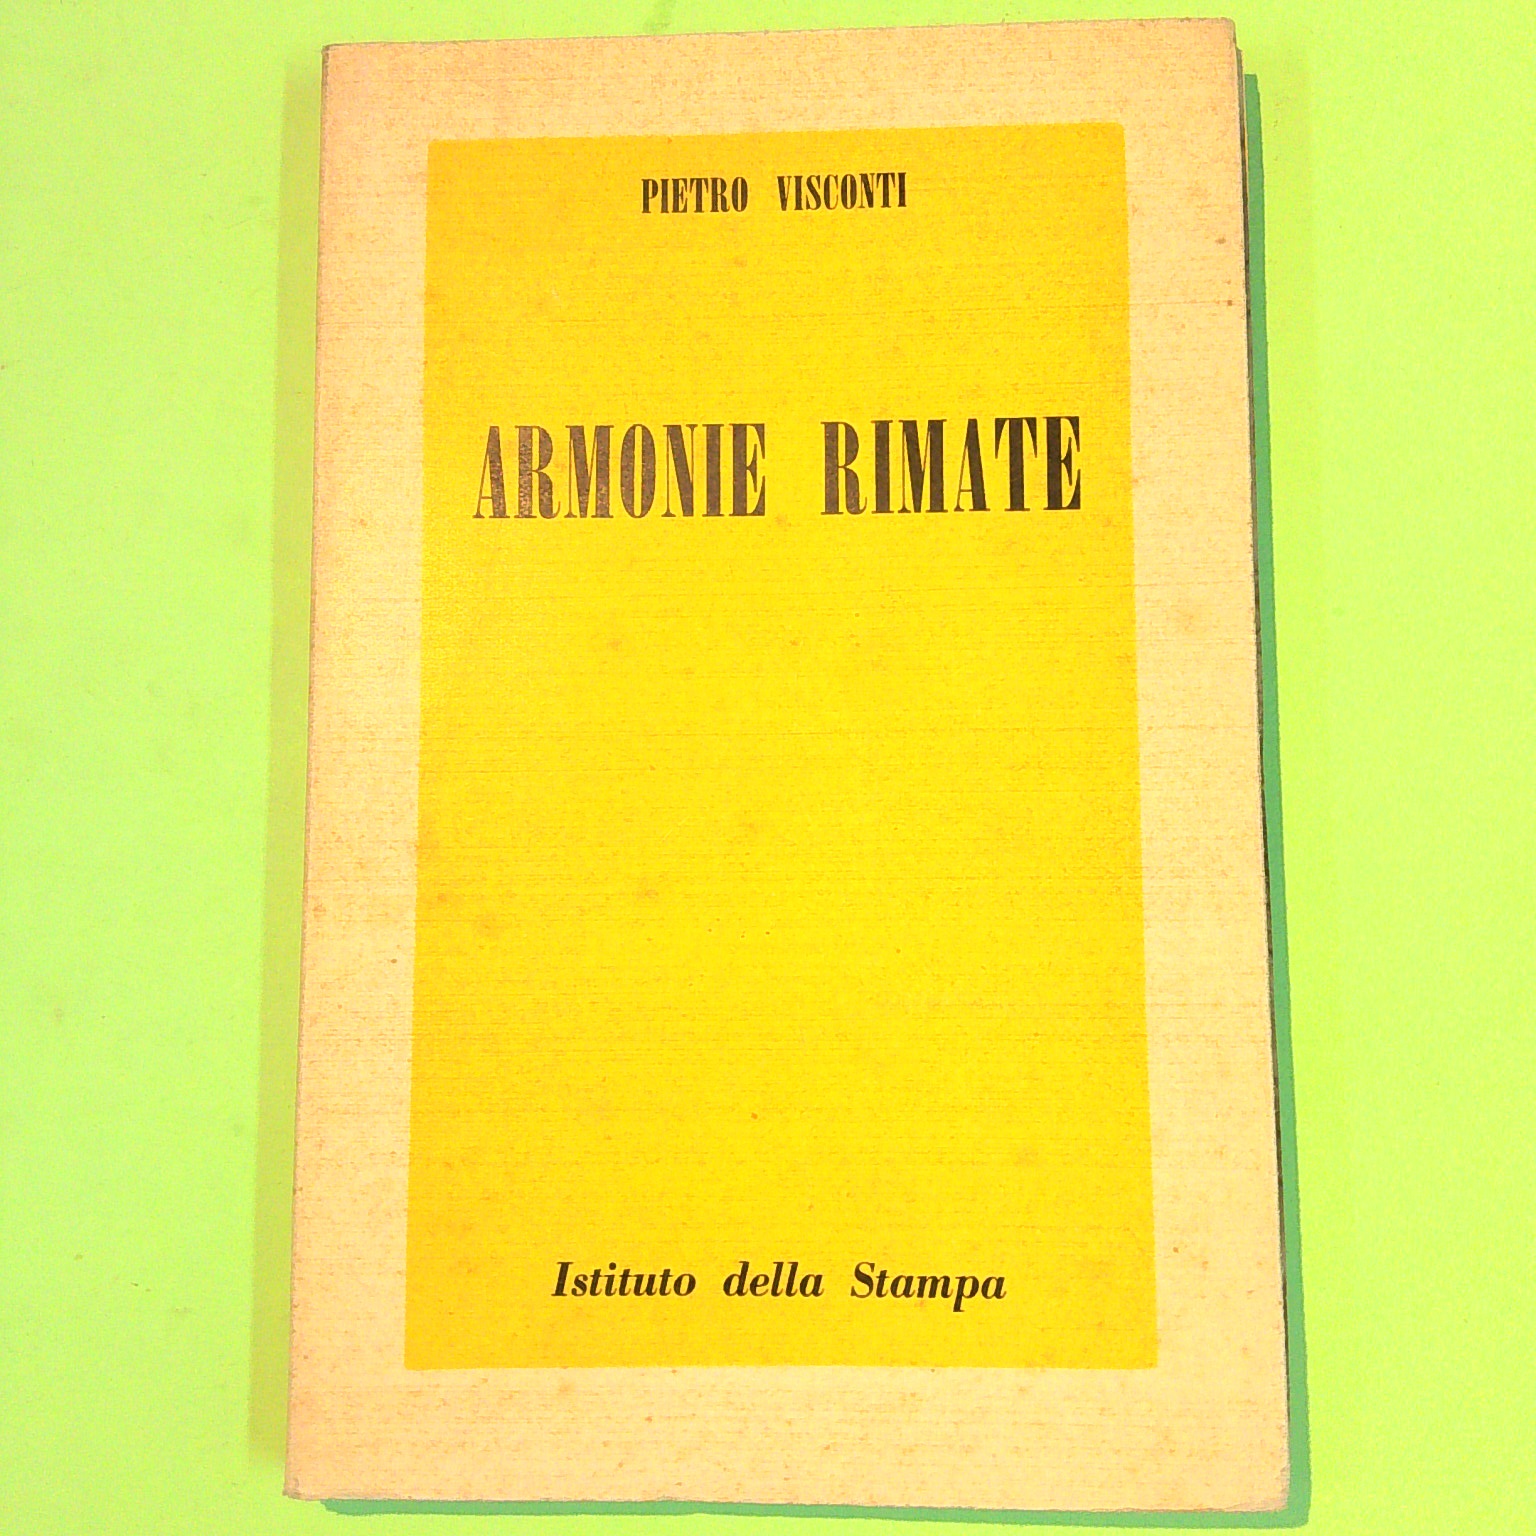 PIETRO VISCONTI
ARMONIE RIMATE
Istituto della Stampa